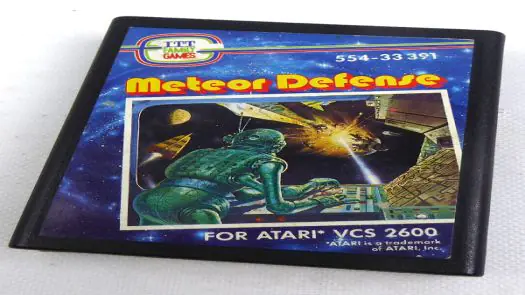 ITT
FAMILY
GAMES
554-33 391
Meteor Defense
FOR ATARI* VCS 2600
*ATARI is a trademark
of ATARI, Inc.